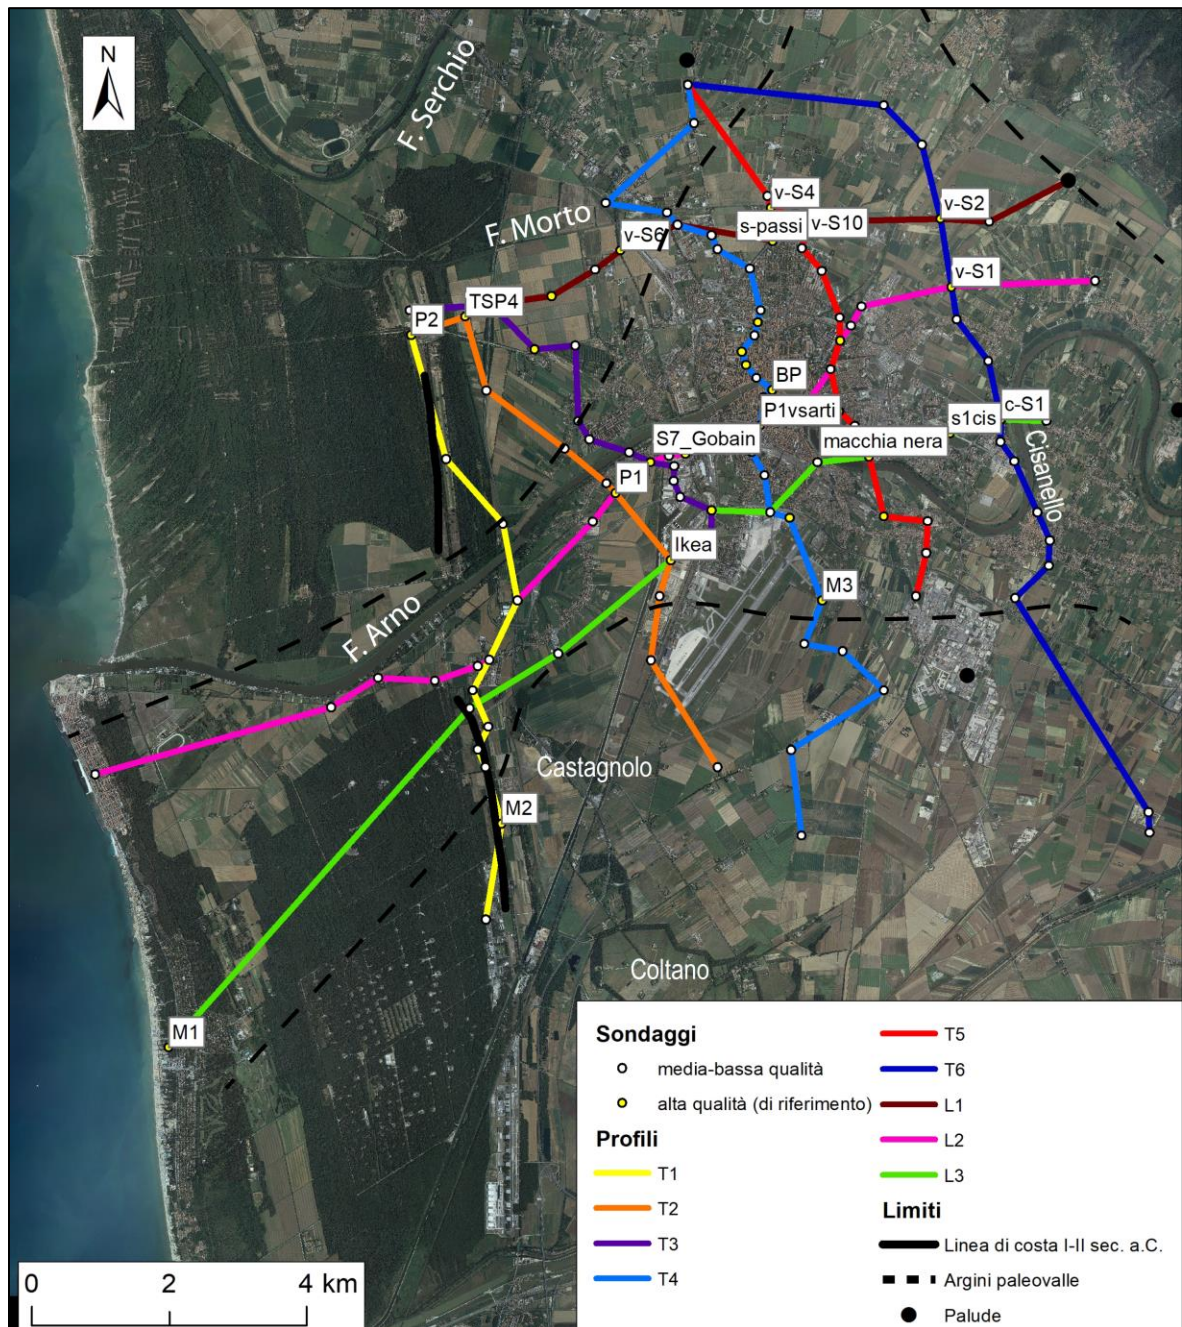 N
F. Serchio
v-S4
v-S2
F. Morto
v-S6
s-passi
v-S10
v-S1
TSP4
P2
BP
P1vsarti
s1cis
c-S1
S7_Gobain
macchia nera
Cisanello
P1
Ikea
M3
F. Arno
Castagnolo
M2
Coltano
M1
Sondaggi
media-bassa qualità
alta qualità (di riferimento)
Profili
T1
T2
T3
T4
T5
T6
L1
L2
L3
Limiti
Linea di costa I-II sec. a.C.
Argini paleovalle
Palude
0 2 4 km